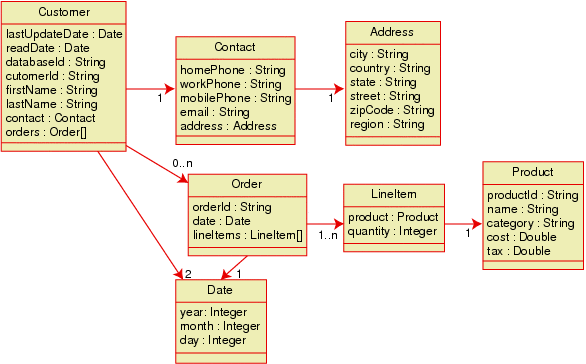 Customer
lastUpdateDate : Date
readDate : Date
databaseId : String
cutomerId : String
firstName : String
lastName : String
contact : Contact
orders : Order[]
1
Contact
homePhone : String
workPhone : String
mobilePhone : String
email : String
address : Address
1
Address
city : String
country : String
state : String
street : String
zipCode : String
region : String
0..n
Order
orderId : String
date : Date
lineItems : LineItem[]
1..n
LineItem
product : Product
quantity : Integer
1
Product
productId : String
name : String
category : String
cost : Double
tax : Double
2
1
Date
year: Integer
month : Integer
day : Integer